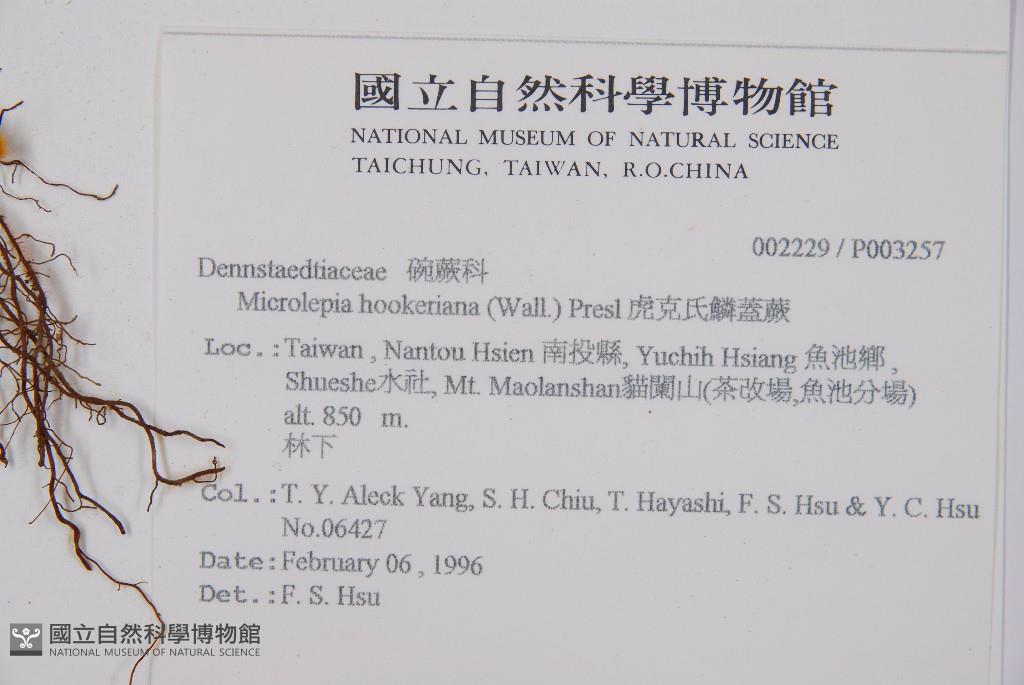 國立自然科學博物館
NATIONAL MUSEUM OF NATURAL SCIENCE
TAICHUNG, TAIWAN, R.O.CHINA
002229 / P003257
Dennstaedtiaceae 碗蕨科
Microlepia hookeriana (Wall.) Presl 虎克氏鱗蓋蕨
Loc.:Taiwan , Nantou Hsien 南投縣, Yuchih Hsiang 魚池鄉 ,
Shueshe水社, Mt. Maolanshan貓闌山(茶改場,魚池分場)
alt. 850 m.
林下
Col.:T. Y. Aleck Yang, S. H. Chiu, T. Hayashi, F. S. Hsu & Y. C. Hsu
No.06427
Date:February 06 , 1996
Det.:F. S. Hsu
國立自然科學博物館
NATIONAL MUSEUM OF NATURAL SCIENCE